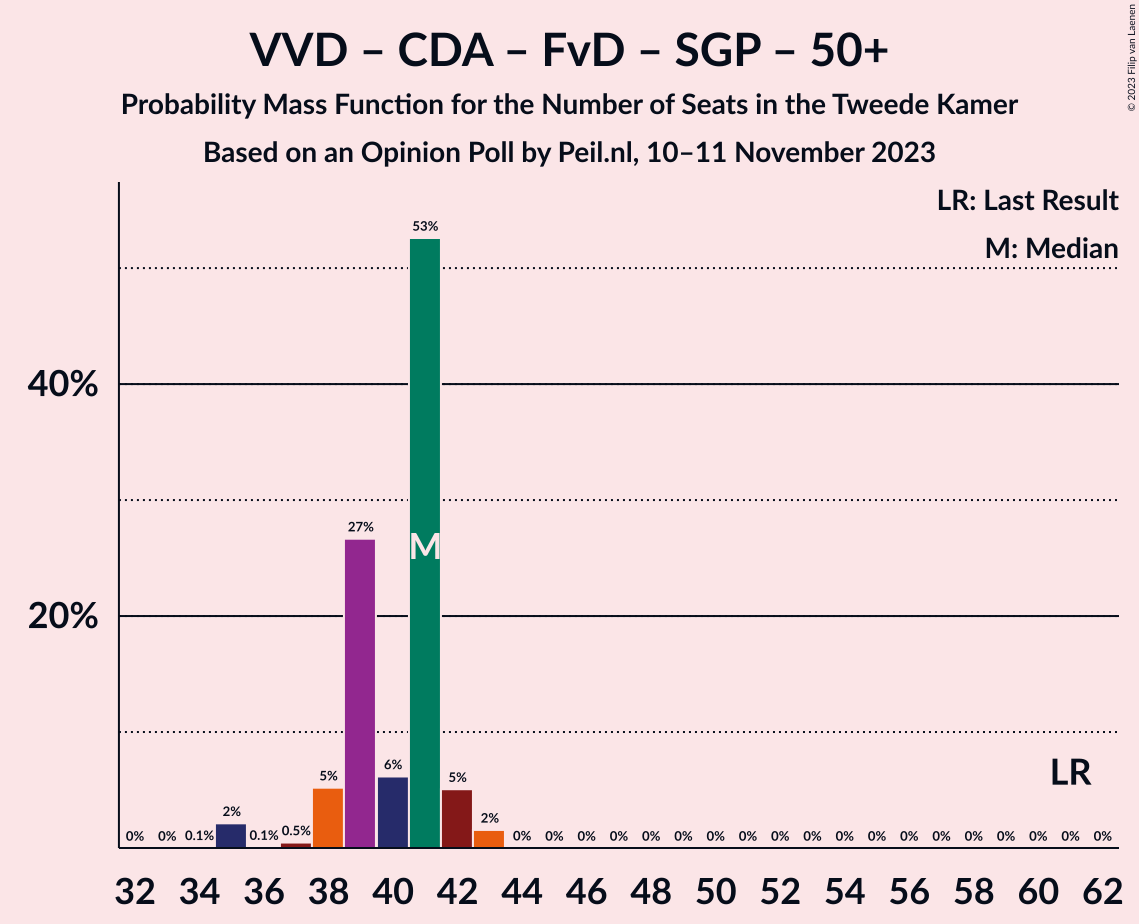 VVD – CDA – FvD – SGP – 50+
Probability Mass Function for the Number of Seats in the Tweede Kamer
Based on an Opinion Poll by Peil.nl, 10–11 November 2023
© 2023 Filip van Laenen
LR: Last Result
M: Median
53%
40%
27%
M
20%
LR
0% 0% 0.1% 2% 0.1% 0.5% 5% 6% 5% 2% 0% 0% 0% 0% 0% 0% 0% 0% 0% 0% 0% 0% 0% 0% 0% 0% 0% 0% 0%
32 34 36 38 40 42 44 46 48 50 52 54 56 58 60 62